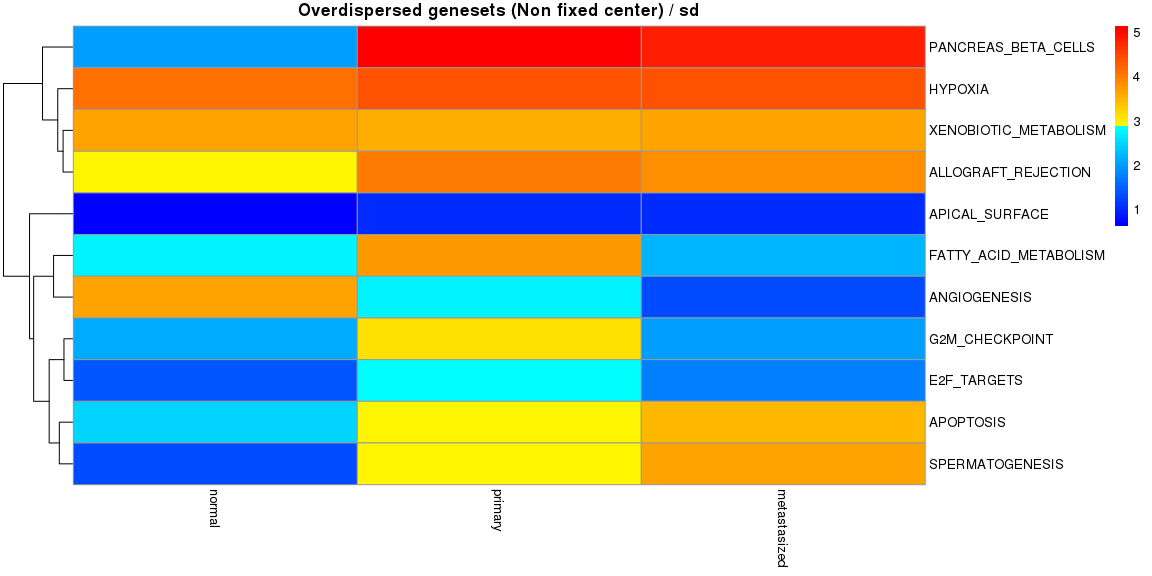 Overdispersed genesets (Non fixed center) / sd
PANCREAS_BETA_CELLS
HYPOXIA
XENOBIOTIC_METABOLISM
ALLOGRAFT_REJECTION
APICAL_SURFACE
FATTY_ACID_METABOLISM
ANGIOGENESIS
G2M_CHECKPOINT
E2F_TARGETS
APOPTOSIS
SPERMATOGENESIS
5
4
3
2
1
normal
primary
metastasized